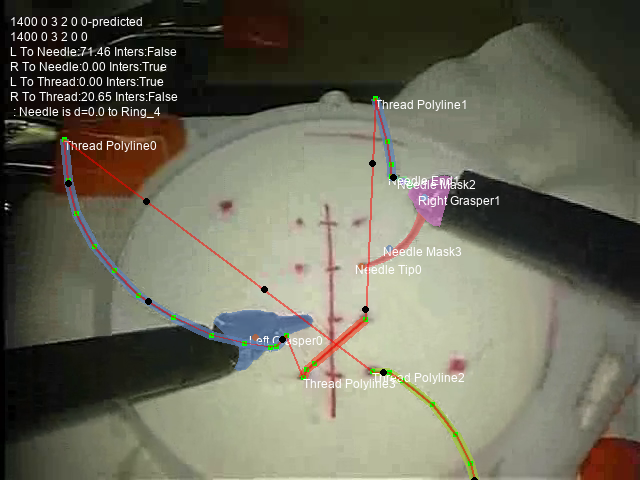 1400 0 3 2 0 0-predicted
1400 0 3 2 0 0
L To Needle:71.46 Inters:False
R To Needle:0.00 Inters:True
L To Thread:0.00 Inters:True
R To Thread:20.65 Inters:False
: Needle is d=0.0 to Ring_4
Thread Polyline1
Thread Polyline0
Needle End1
Needle Mask2
Right Grasper1
Needle Mask3
Needle Tip0
Left Grasper0
Thread Polyline2
Thread Polyline3